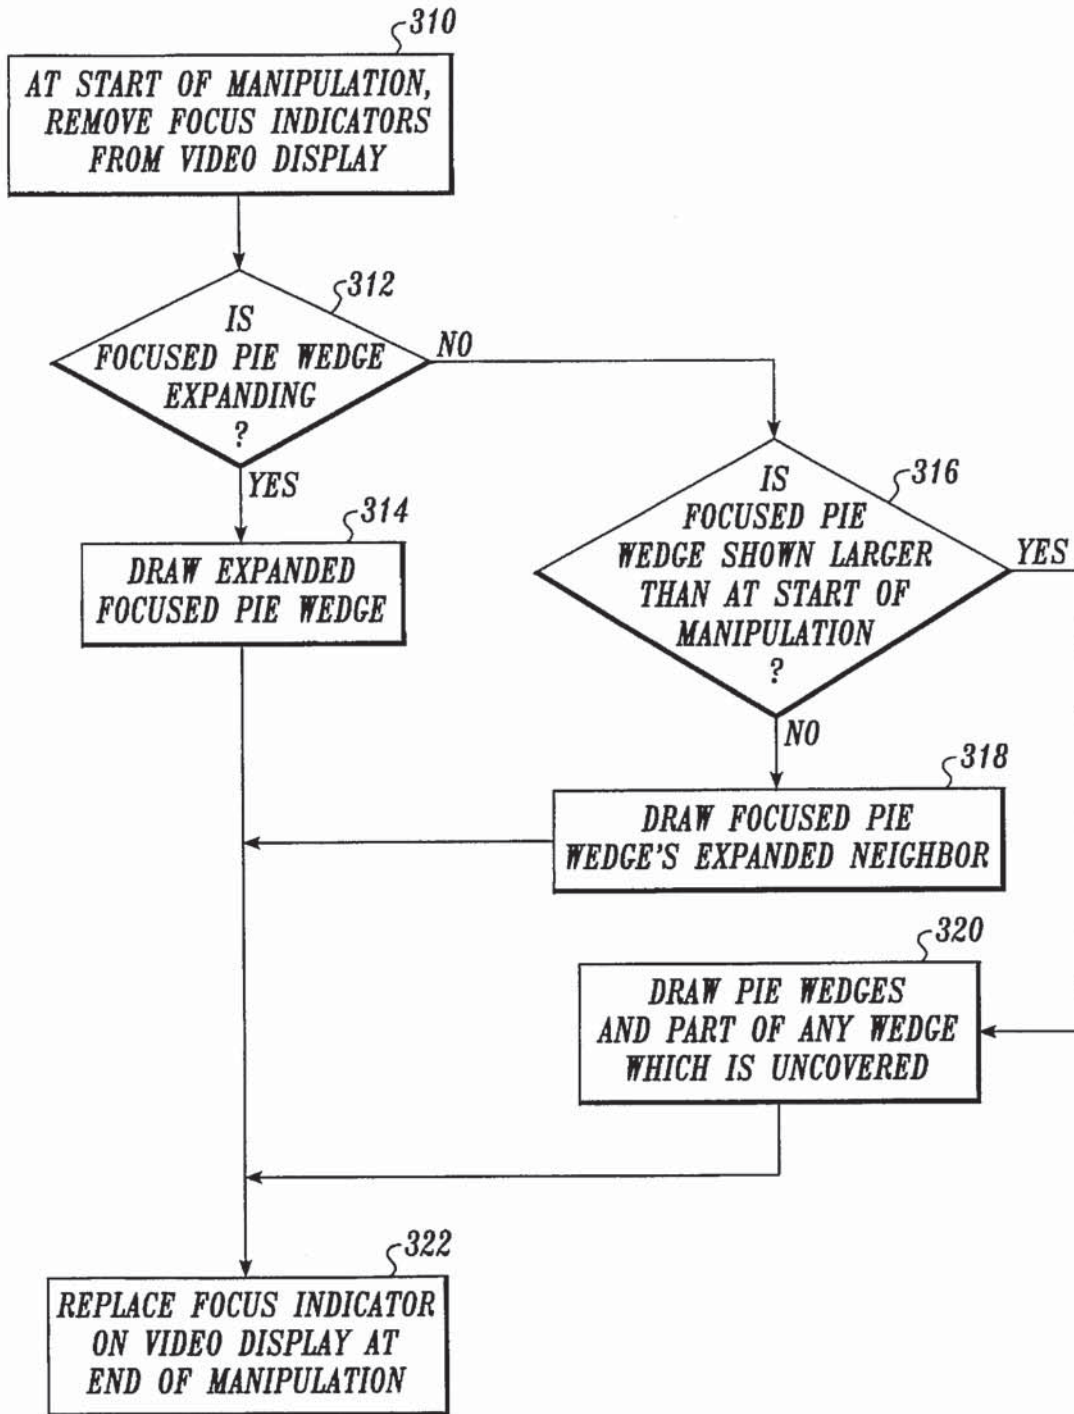 310
AT START OF MANIPULATION,
REMOVE FOCUS INDICATORS
FROM VIDEO DISPLAY
312
IS
FOCUSED PIE WEDGE
EXPANDING
?
NO
YES
314
DRAW EXPANDED
FOCUSED PIE WEDGE
316
IS
FOCUSED PIE
WEDGE SHOWN LARGER
THAN AT START OF
MANIPULATION
?
YES
NO
318
DRAW FOCUSED PIE
WEDGE'S EXPANDED NEIGHBOR
320
DRAW PIE WEDGES
AND PART OF ANY WEDGE
WHICH IS UNCOVERED
322
REPLACE FOCUS INDICATOR
ON VIDEO DISPLAY AT
END OF MANIPULATION